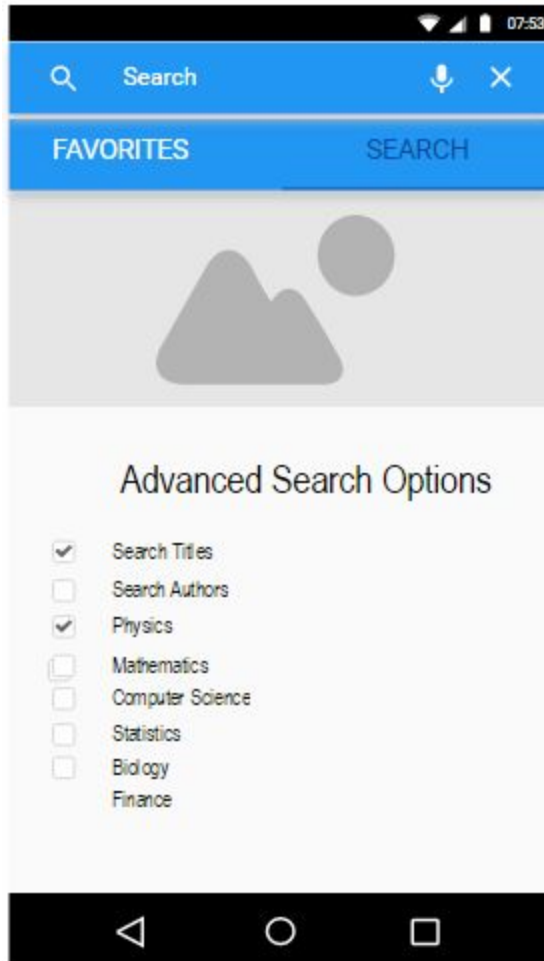 07:53
Search
FAVORITES SEARCH
Advanced Search Options
Search Titles
Search Authors
Physics
Mathematics
Computer Science
Statistics
Biology
Finance